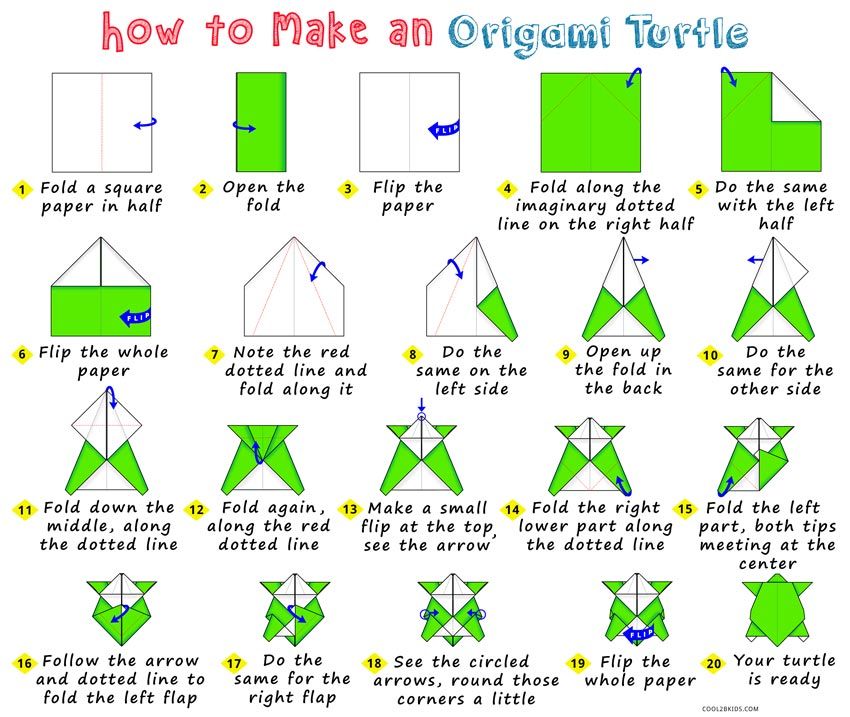 how to Make an Origami Turtle
1 Fold a square
paper in half
2 Open the
fold
FLIP
3 Flip the
paper
4 Fold along the
imaginary dotted
line on the right half
5 Do the same
with the left
half
FLIP
6 Flip the whole
paper
7 Note the red
dotted line and
fold along it
8 Do the
same on the
left side
9 Open up
the fold in
the back
10 Do the
same for the
other side
11 Fold down the
middle, along
the dotted line
12 Fold again,
along the red
dotted line
13 Make a small
flip at the top,
see the arrow
14 Fold the right
lower part along
the dotted line
15 Fold the left
part, both tips
meeting at the
center
16 Follow the arrow
and dotted line to
fold the left flap
17 Do the
same for the
right flap
18 See the circled
arrows, round those
corners a little
FLIP
19 Flip the
whole paper
20 Your turtle
is ready
COOL2BKIDS.COM